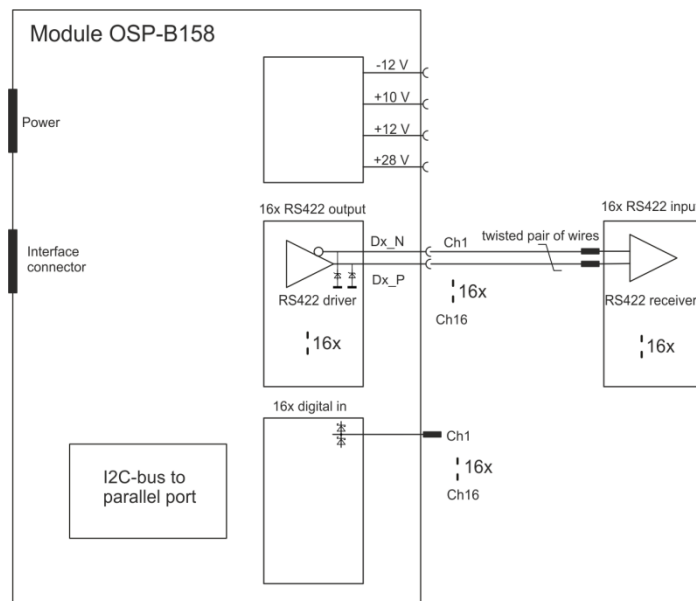 Module OSP-B158
-12 V
+10 V
+12 V
+28 V
Power
16x RS422 output
16x RS422 input
Interface
connector
Dx_N
Ch1
twisted pair of wires
Dx_P
RS422 driver
16x
Ch16
RS422 receiver
16x
16x
16x digital in
Ch1
16x
Ch16
I2C-bus to
parallel port